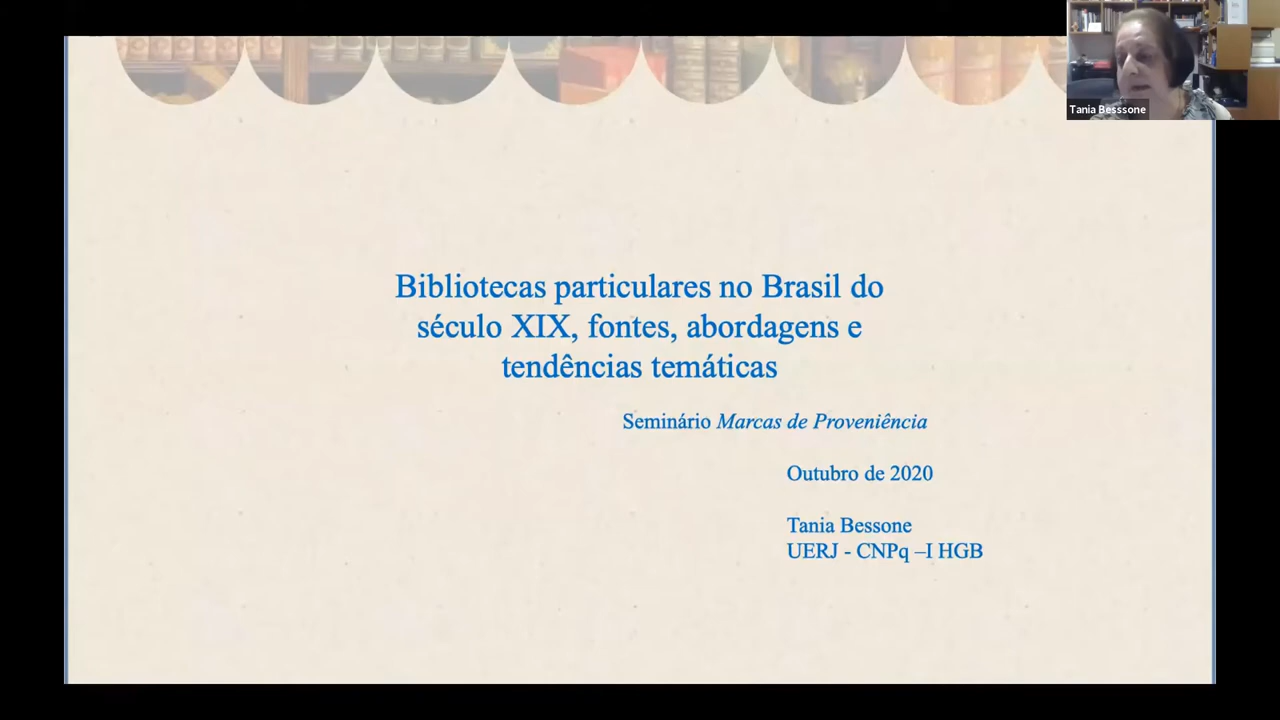 Tania Besssone
Bibliotecas particulares no Brasil do
século XIX, fontes, abordagens e
tendências temáticas
Seminário Marcas de Proveniência
Outubro de 2020
Tania Bessone
UERJ - CNPq –I HGB